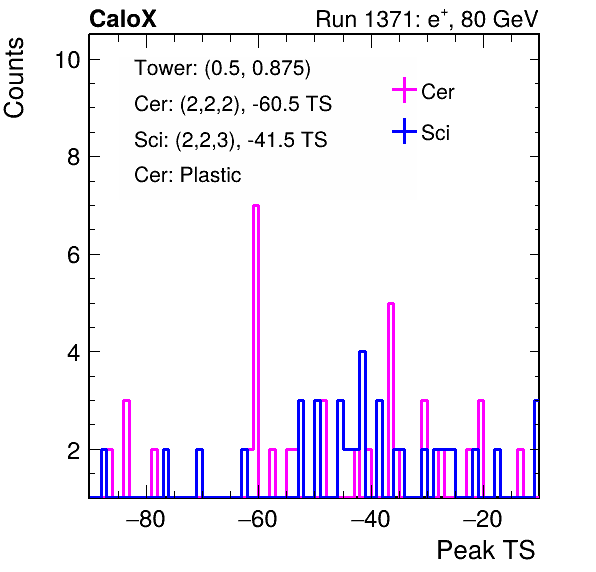 CaloX Run 1371: e⁺, 80 GeV
Counts
Tower: (0.5, 0.875)
Cer: (2,2,2), -60.5 TS
Sci: (2,2,3), -41.5 TS
Cer: Plastic
Cer
Sci
10
8
6
4
2
−80 −60 −40 −20
Peak TS